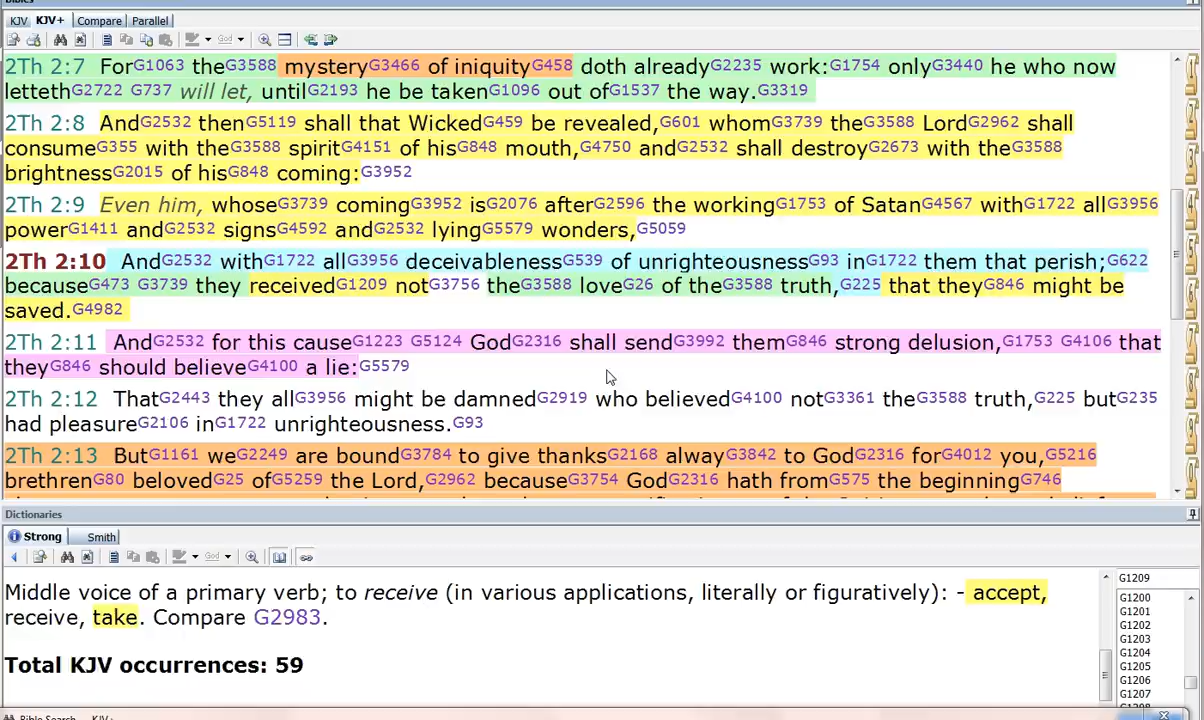 KJV KJV+ Compare Parallel
2Th 2:7 ForG1063 theG3588 mysteryG3466 of iniquityG458 doth alreadyG2235 work:G1754 onlyG3440 he who now
lettethG2722 G737 will let, untilG2193 he be takenG1096 out ofG1537 the way.G3319
2Th 2:8 AndG2532 thenG5119 shall that WickedG459 be revealed,G601 whomG3739 theG3588 LordG2962 shall
consumeG355 with theG3588 spiritG4151 of hisG848 mouth,G4750 andG2532 shall destroyG2673 with theG3588
brightnessG2015 of hisG848 coming:G3952
2Th 2:9 Even him, whoseG3739 comingG3952 isG2076 afterG2596 the workingG1753 of SatanG4567 withG1722 allG3956
powerG1411 andG2532 signsG4592 andG2532 lyingG5579 wonders,G5059
2Th 2:10 AndG2532 withG1722 allG3956 deceivablenessG539 of unrighteousnessG93 inG1722 them that perish;G622
becauseG473 G3739 they receivedG1209 notG3756 theG3588 loveG26 of theG3588 truth,G225 that theyG846 might be
saved.G4982
2Th 2:11 AndG2532 for this causeG1223 G5124 GodG2316 shall sendG3992 themG846 strong delusion,G1753 G4106 that
theyG846 should believeG4100 a lie:G5579
2Th 2:12 ThatG2443 they allG3956 might be damnedG2919 who believedG4100 notG3361 theG3588 truth,G225 butG235
had pleasureG2106 inG1722 unrighteousness.G93
2Th 2:13 ButG1161 weG2249 are boundG3784 to give thanksG2168 alwayG3842 to GodG2316 forG4012 you,G5216
brethrenG80 belovedG25 ofG5259 the Lord,G2962 becauseG3754 GodG2316 hath fromG575 the beginningG746
Dictionaries
Strong Smith
Middle voice of a primary verb; to receive (in various applications, literally or figuratively): - accept,
receive, take. Compare G2983.
Total KJV occurrences: 59
G1209
G1200
G1201
G1202
G1203
G1204
G1205
G1206
G1207
Bible Search KJV+